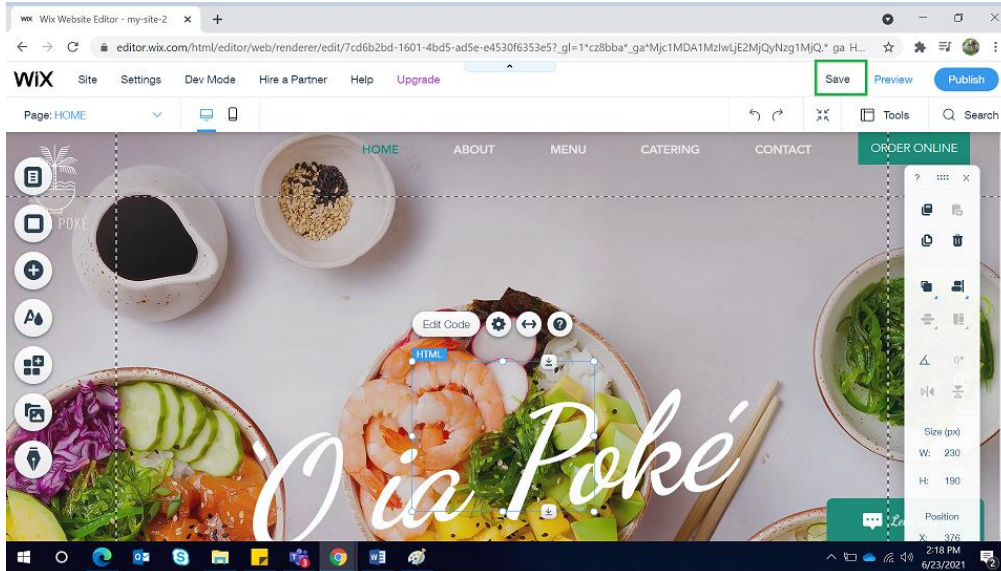 WiX Wix Website Editor - my-site-2
editor.wix.com/html/editor/web/renderer/edit/7cd6b2bd-1601-4bd5-ad5e-e4530f6353e5?_gl=1*cz8bba*_ga*Mjc1MDA1MzIwLjE2MjQyNzg1MjQ.* ga H...
WiX Site Settings Dev Mode Hire a Partner Help Upgrade Save Preview Publish
Page: HOME Tools Search
HOME ABOUT MENU CATERING CONTACT ORDER ONLINE
POKÉ
Edit Code
HTML
'O ia Poké
0°
Size (px)
W: 230
H: 190
Position
X: 376
2:18 PM
6/23/2021